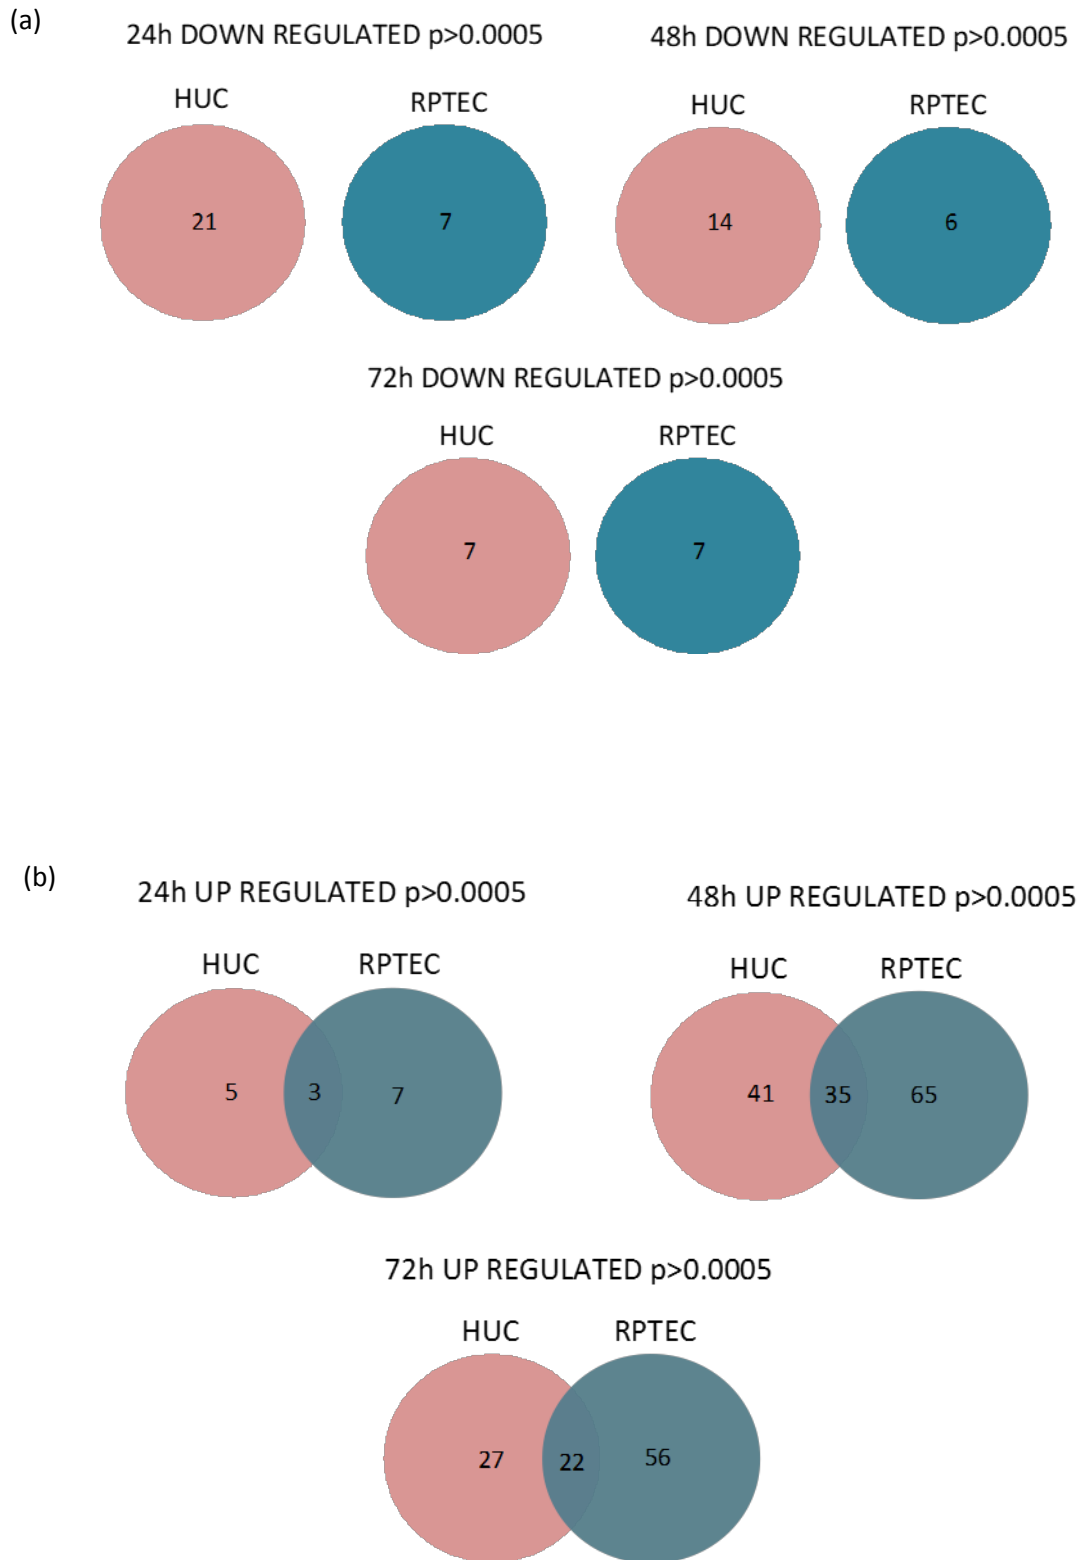 (a)
24h DOWN REGULATED p>0.0005
48h DOWN REGULATED p>0.0005
HUC RPTEC
HUC RPTEC
21 7
14 6
72h DOWN REGULATED p>0.0005
HUC RPTEC
7 7
(b)
24h UP REGULATED p>0.0005
48h UP REGULATED p>0.0005
HUC RPTEC
HUC RPTEC
5 3 7
41 35 65
72h UP REGULATED p>0.0005
HUC RPTEC
27 22 56